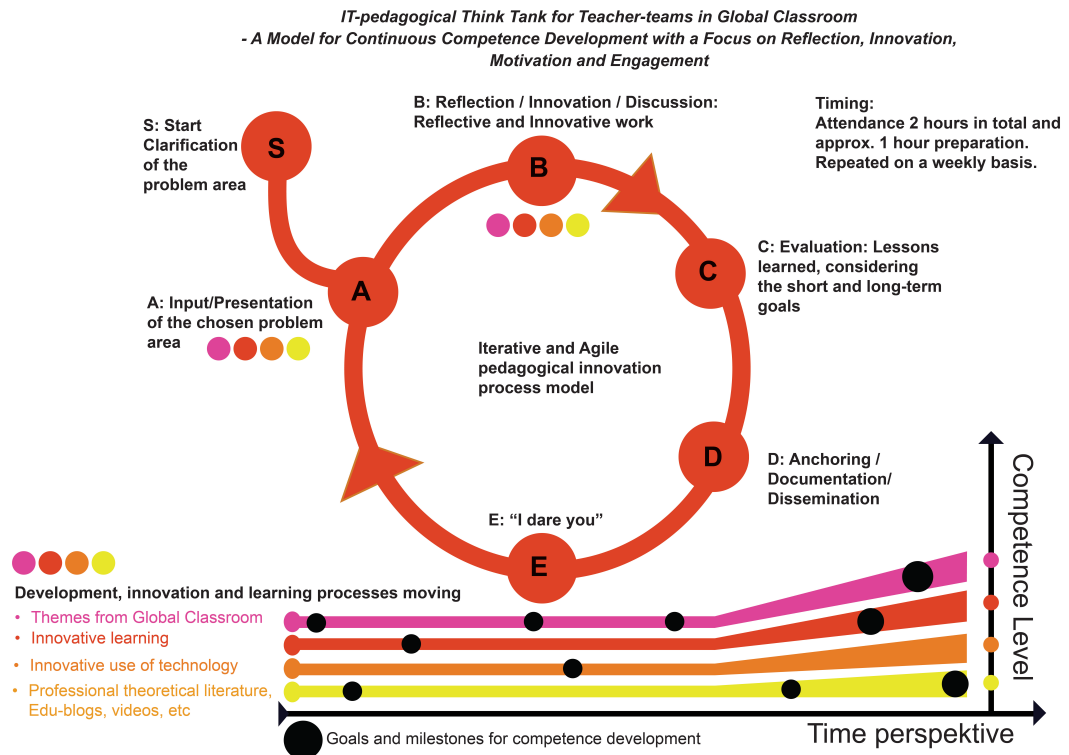 IT-pedagogical Think Tank for Teacher-teams in Global Classroom
- A Model for Continuous Competence Development with a Focus on Reflection, Innovation,
Motivation and Engagement
S: Start
Clarification
of the
problem area
S
B: Reflection / Innovation / Discussion:
Reflective and Innovative work
B
Timing:
Attendance 2 hours in total and
approx. 1 hour preparation.
Repeated on a weekly basis.
A
A: Input/Presentation
of the chosen problem
area
C
C: Evaluation: Lessons
learned, considering
the short and long-term
goals
Iterative and Agile
pedagogical innovation
process model
D
D: Anchoring /
Documentation/
Dissemination
E: “I dare you”
E
Development, innovation and learning processes moving
• Themes from Global Classroom
• Innovative learning
• Innovative use of technology
• Professional theoretical literature,
Edu-blogs, videos, etc
Competence Level
Time perspektive
Goals and milestones for competence development